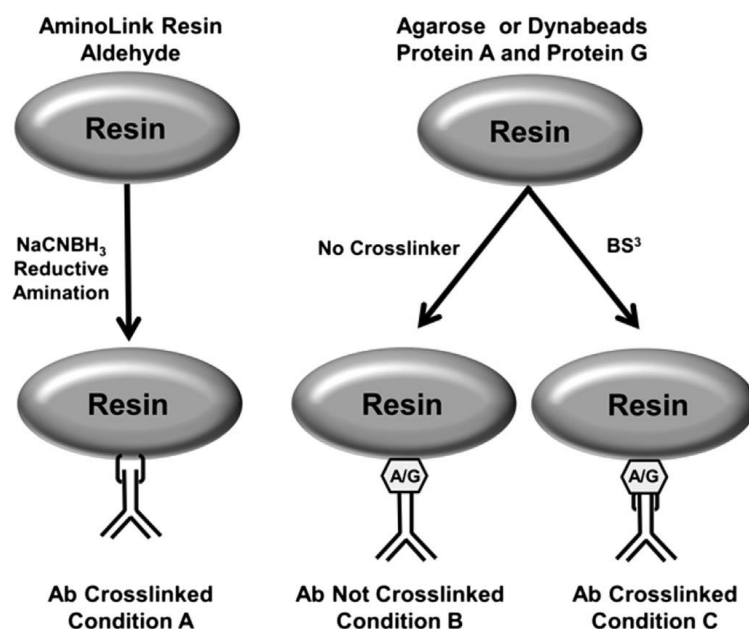 AminoLink Resin
Aldehyde
Agarose or Dynabeads
Protein A and Protein G
Resin
Resin
NaCNBH₃
Reductive
Amination
No Crosslinker
BS³
Resin
Resin
Resin
A/G
A/G
Ab Crosslinked
Condition A
Ab Not Crosslinked
Condition B
Ab Crosslinked
Condition C